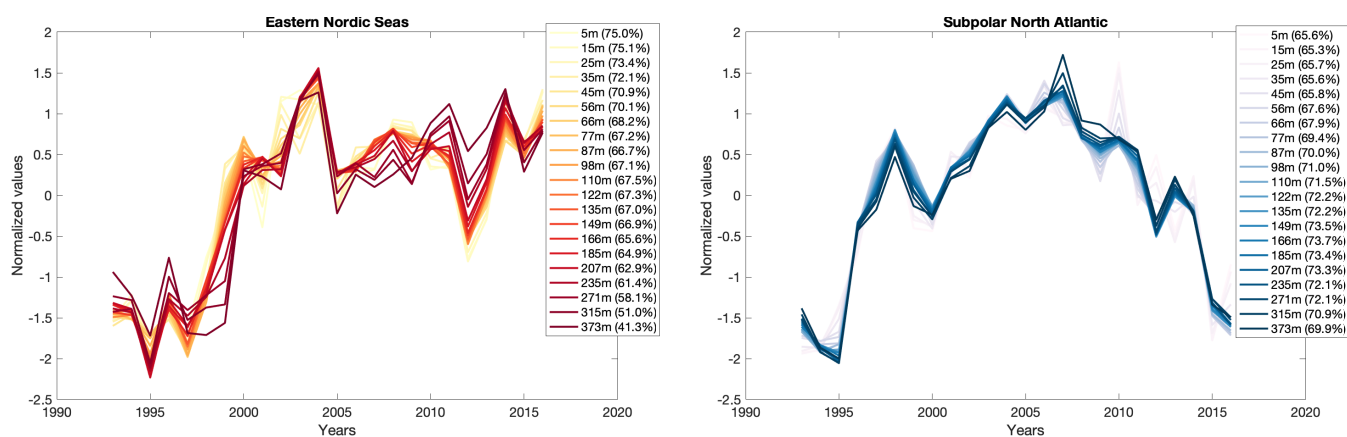 Eastern Nordic Seas
2
1.5
1
0.5
0
-0.5
-1
-1.5
-2
-2.5
Normalized values
1990
1995
2000
2005
2010
2015
2020
Years
5m (75.0%)
15m (75.1%)
25m (73.4%)
35m (72.1%)
45m (70.9%)
56m (70.1%)
66m (68.2%)
77m (67.2%)
87m (66.7%)
98m (67.1%)
110m (67.5%)
122m (67.3%)
135m (67.0%)
149m (66.9%)
166m (65.6%)
185m (64.9%)
207m (62.9%)
235m (61.4%)
271m (58.1%)
315m (51.0%)
373m (41.3%)
Subpolar North Atlantic
2
1.5
1
0.5
0
-0.5
-1
-1.5
-2
-2.5
Normalized values
1990
1995
2000
2005
2010
2015
2020
Years
5m (65.6%)
15m (65.3%)
25m (65.7%)
35m (65.6%)
45m (65.8%)
56m (67.6%)
66m (67.9%)
77m (69.4%)
87m (70.0%)
98m (71.0%)
110m (71.5%)
122m (72.2%)
135m (72.2%)
149m (73.5%)
166m (73.7%)
185m (73.4%)
207m (73.3%)
235m (72.1%)
271m (72.1%)
315m (70.9%)
373m (69.9%)